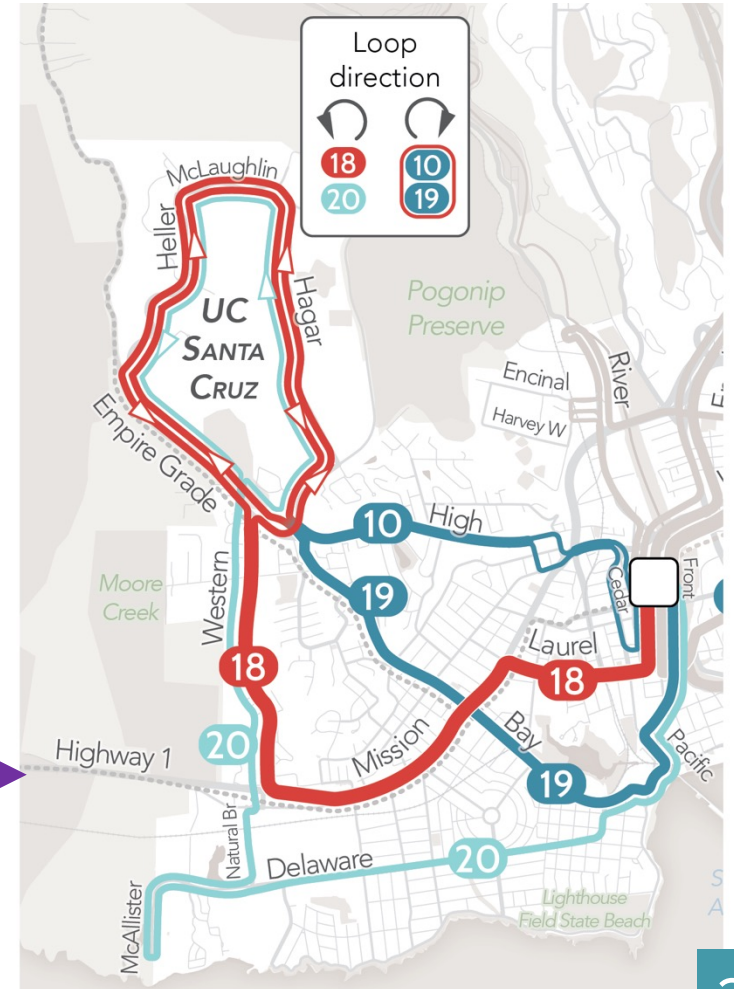 Loop
direction
18
10
20
19
McLaughlin
Heller
Hagar
UC
SANTA
CRUZ
Pogonip
Preserve
Encinal
River
Harvey W
Empire Grade
10
High
Cedar
Front
19
Moore
Creek
Western
Laurel
18
18
20
Highway 1
Mission
Bay
19
Pacific
Natural Br
Delaware
20
McAllister
Lighthouse
Field State Beach